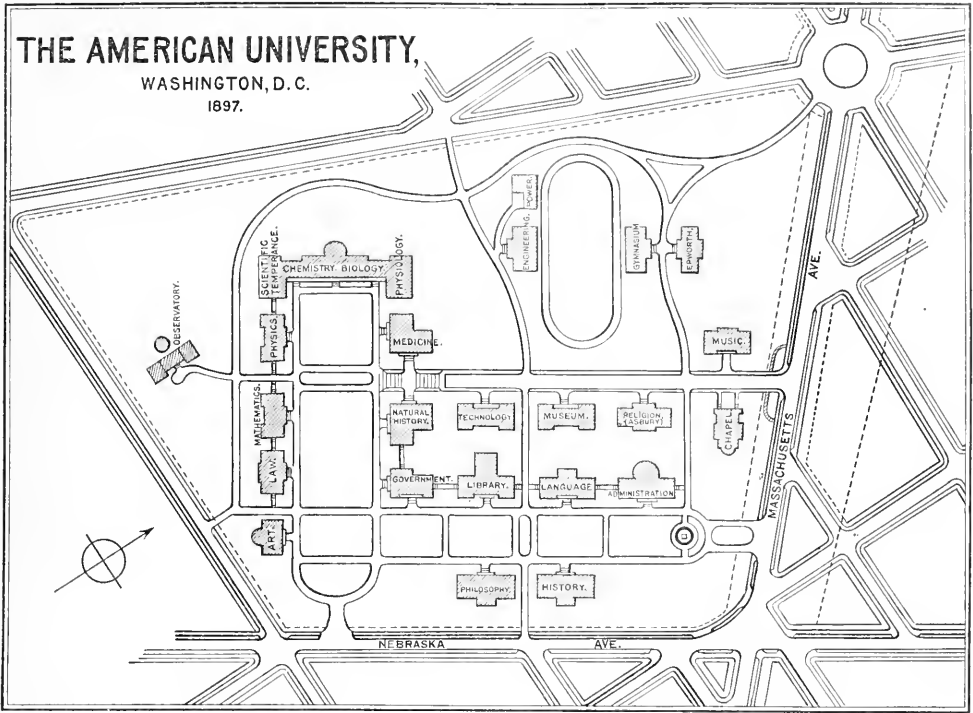 THE AMERICAN UNIVERSITY,
WASHINGTON, D. C.
1897.
POWER.
ENGINEERING.
GYMNASIUM
EPWORTH.
SCIENTIFIC
TEMPERANCE.
CHEMISTRY. BIOLOGY.
PHYSIOLOGY.
OBSERVATORY.
PHYSICS.
MEDICINE.
MUSIC.
AVE.
MATHEMATICS.
NATURAL
HISTORY.
TECHNOLOGY
MUSEUM.
RELIGION
(ASBURY)
CHAPEL
MASSACHUSETTS
LAW.
GOVERNMENT.
LIBRARY.
LANGUAGE
ADMINISTRATION
ART.
PHILOSOPHY.
HISTORY.
NEBRASKA AVE.